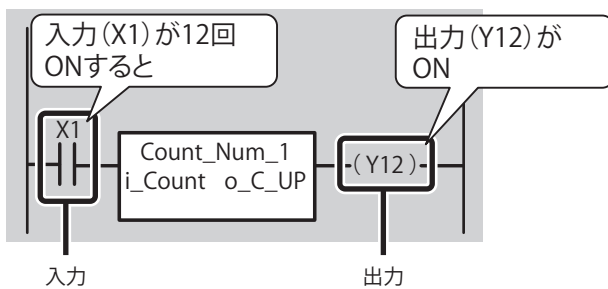 入力(X1)が12回
ONすると
出力(Y12)が
ON
X1
Count_Num_1
i_Count o_C_UP
(Y12)
入力
出力